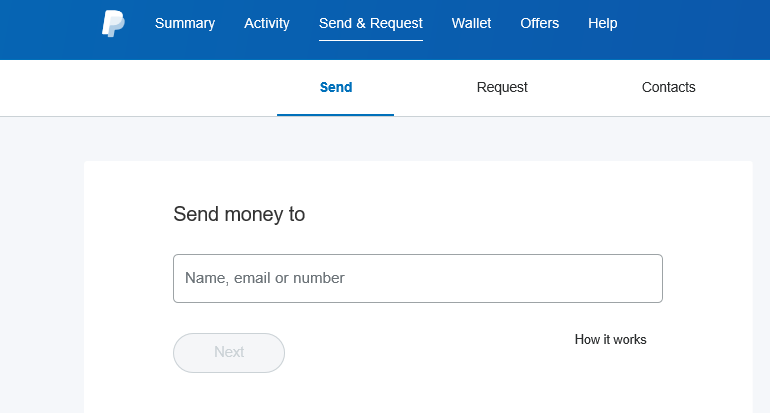 Summary Activity Send & Request Wallet Offers Help
Send Request Contacts
Send money to
Name, email or number
Next
How it works